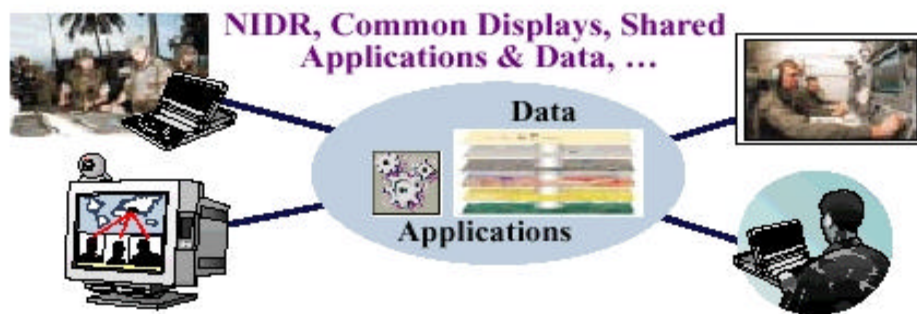 NIDR, Common Displays, Shared
Applications & Data, …
Data
Applications